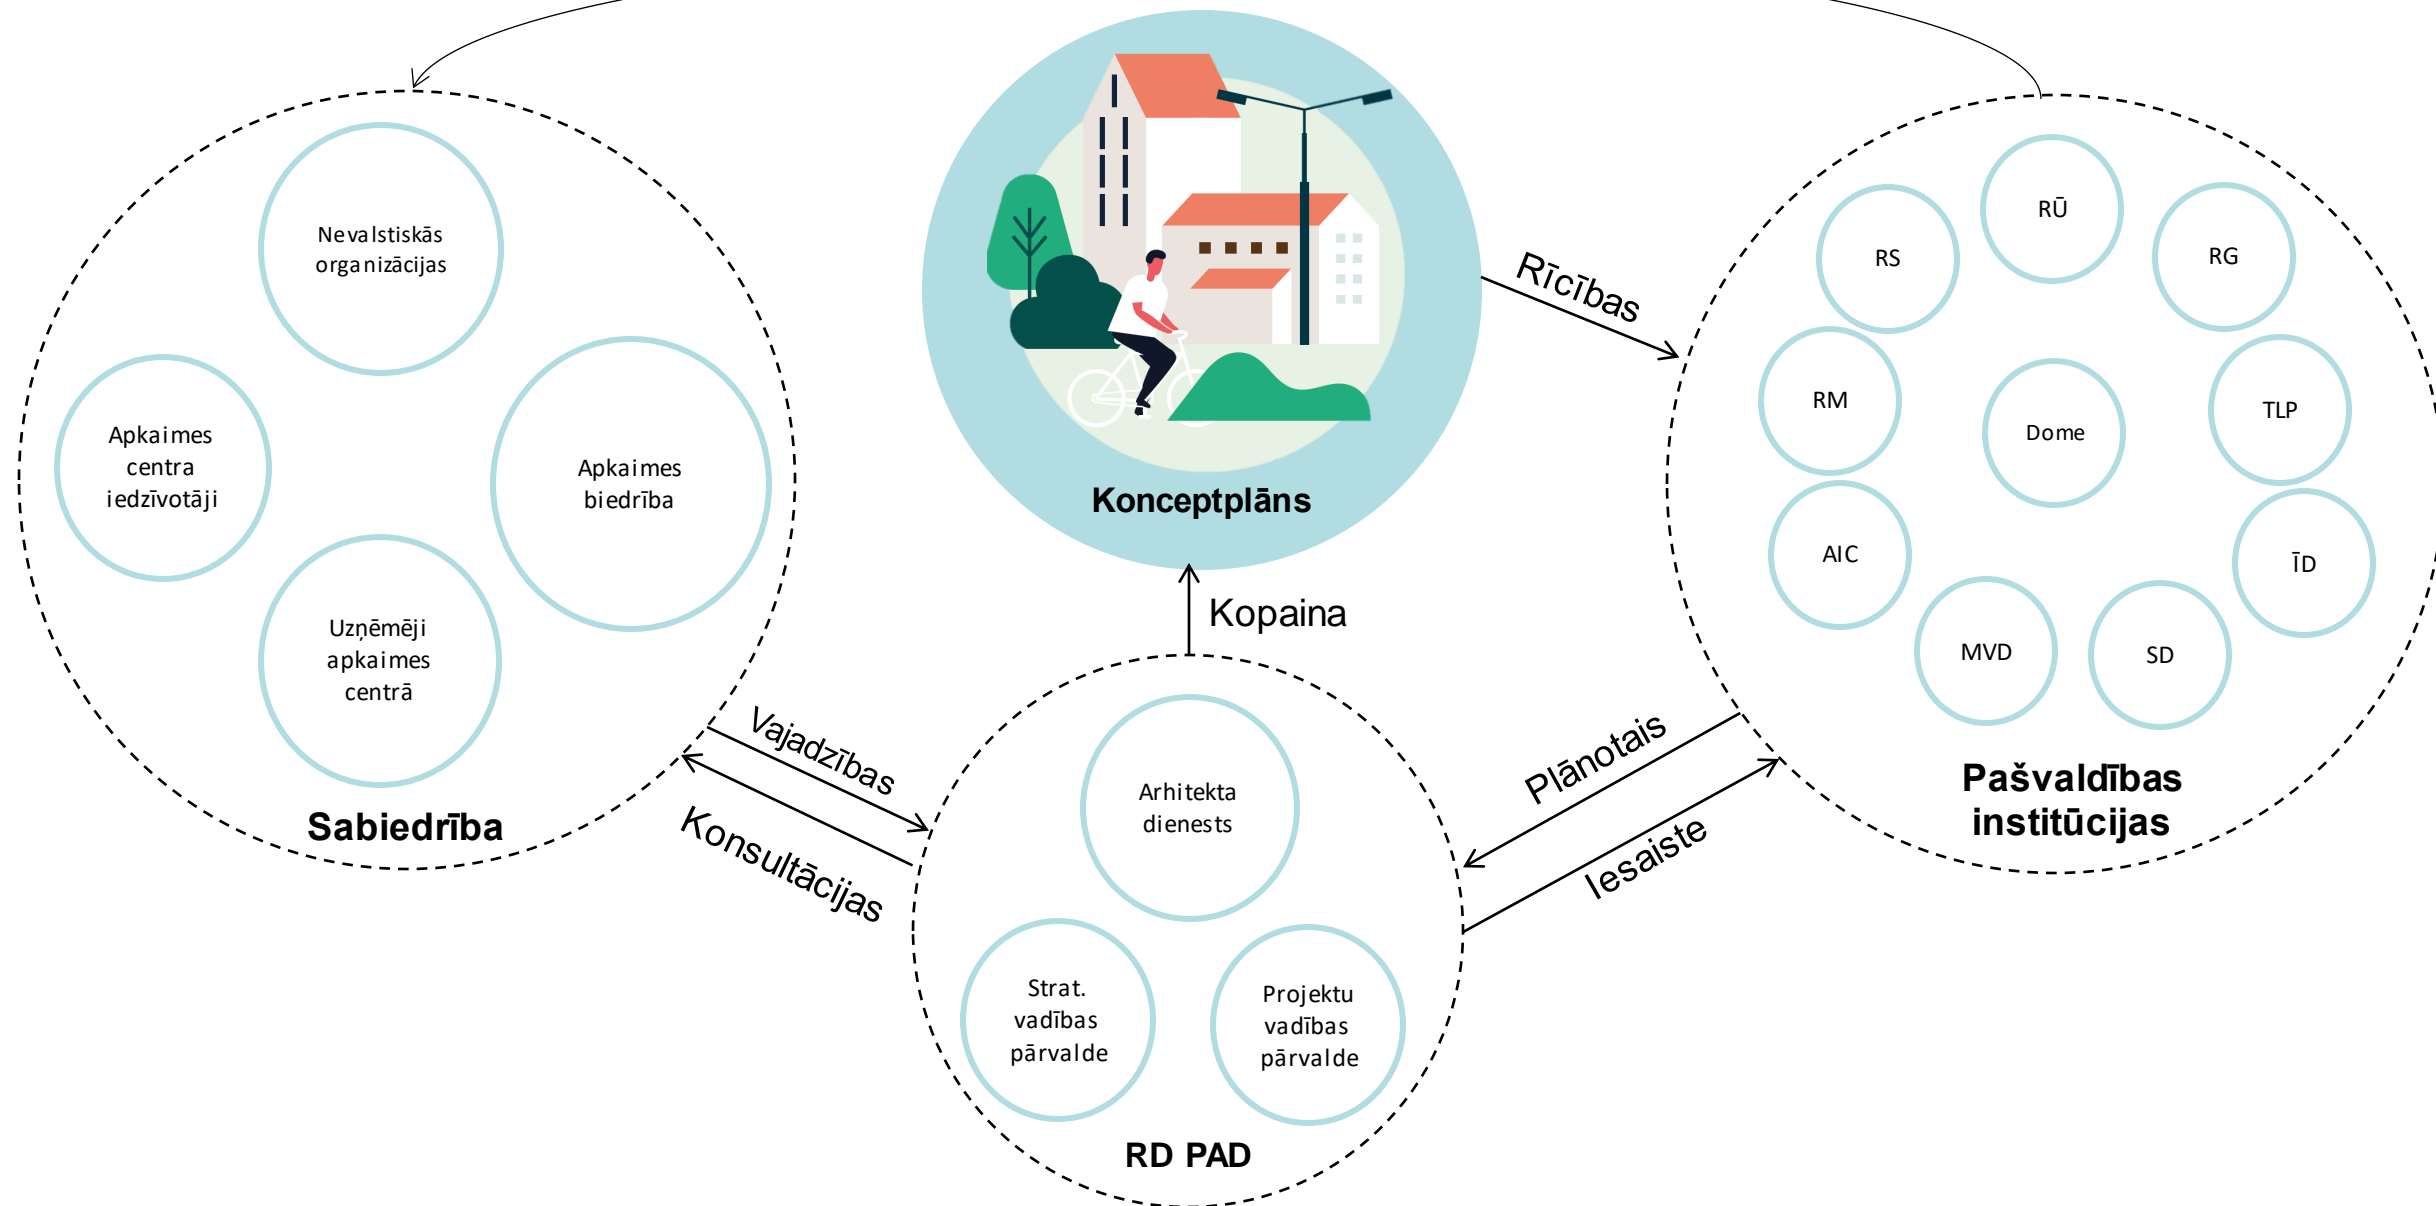 Nevalstiskās
organizācijas
Apkaimes
centra
iedzīvotāji
Apkaimes
biedrība
Uzņēmēji
apkaimes
centrā
Sabiedrība
Konceptplāns
Rīcības
Kopaina
Vajadzības
Konsultācijas
Plānotais
Iesaiste
Arhitekta
dienests
Strat.
vadības
pārvalde
Projektu
vadības
pārvalde
RD PAD
RŪ
RS
RG
RM
TLP
Dome
AIC
ĪD
MVD
SD
Pašvaldības
institūcijas